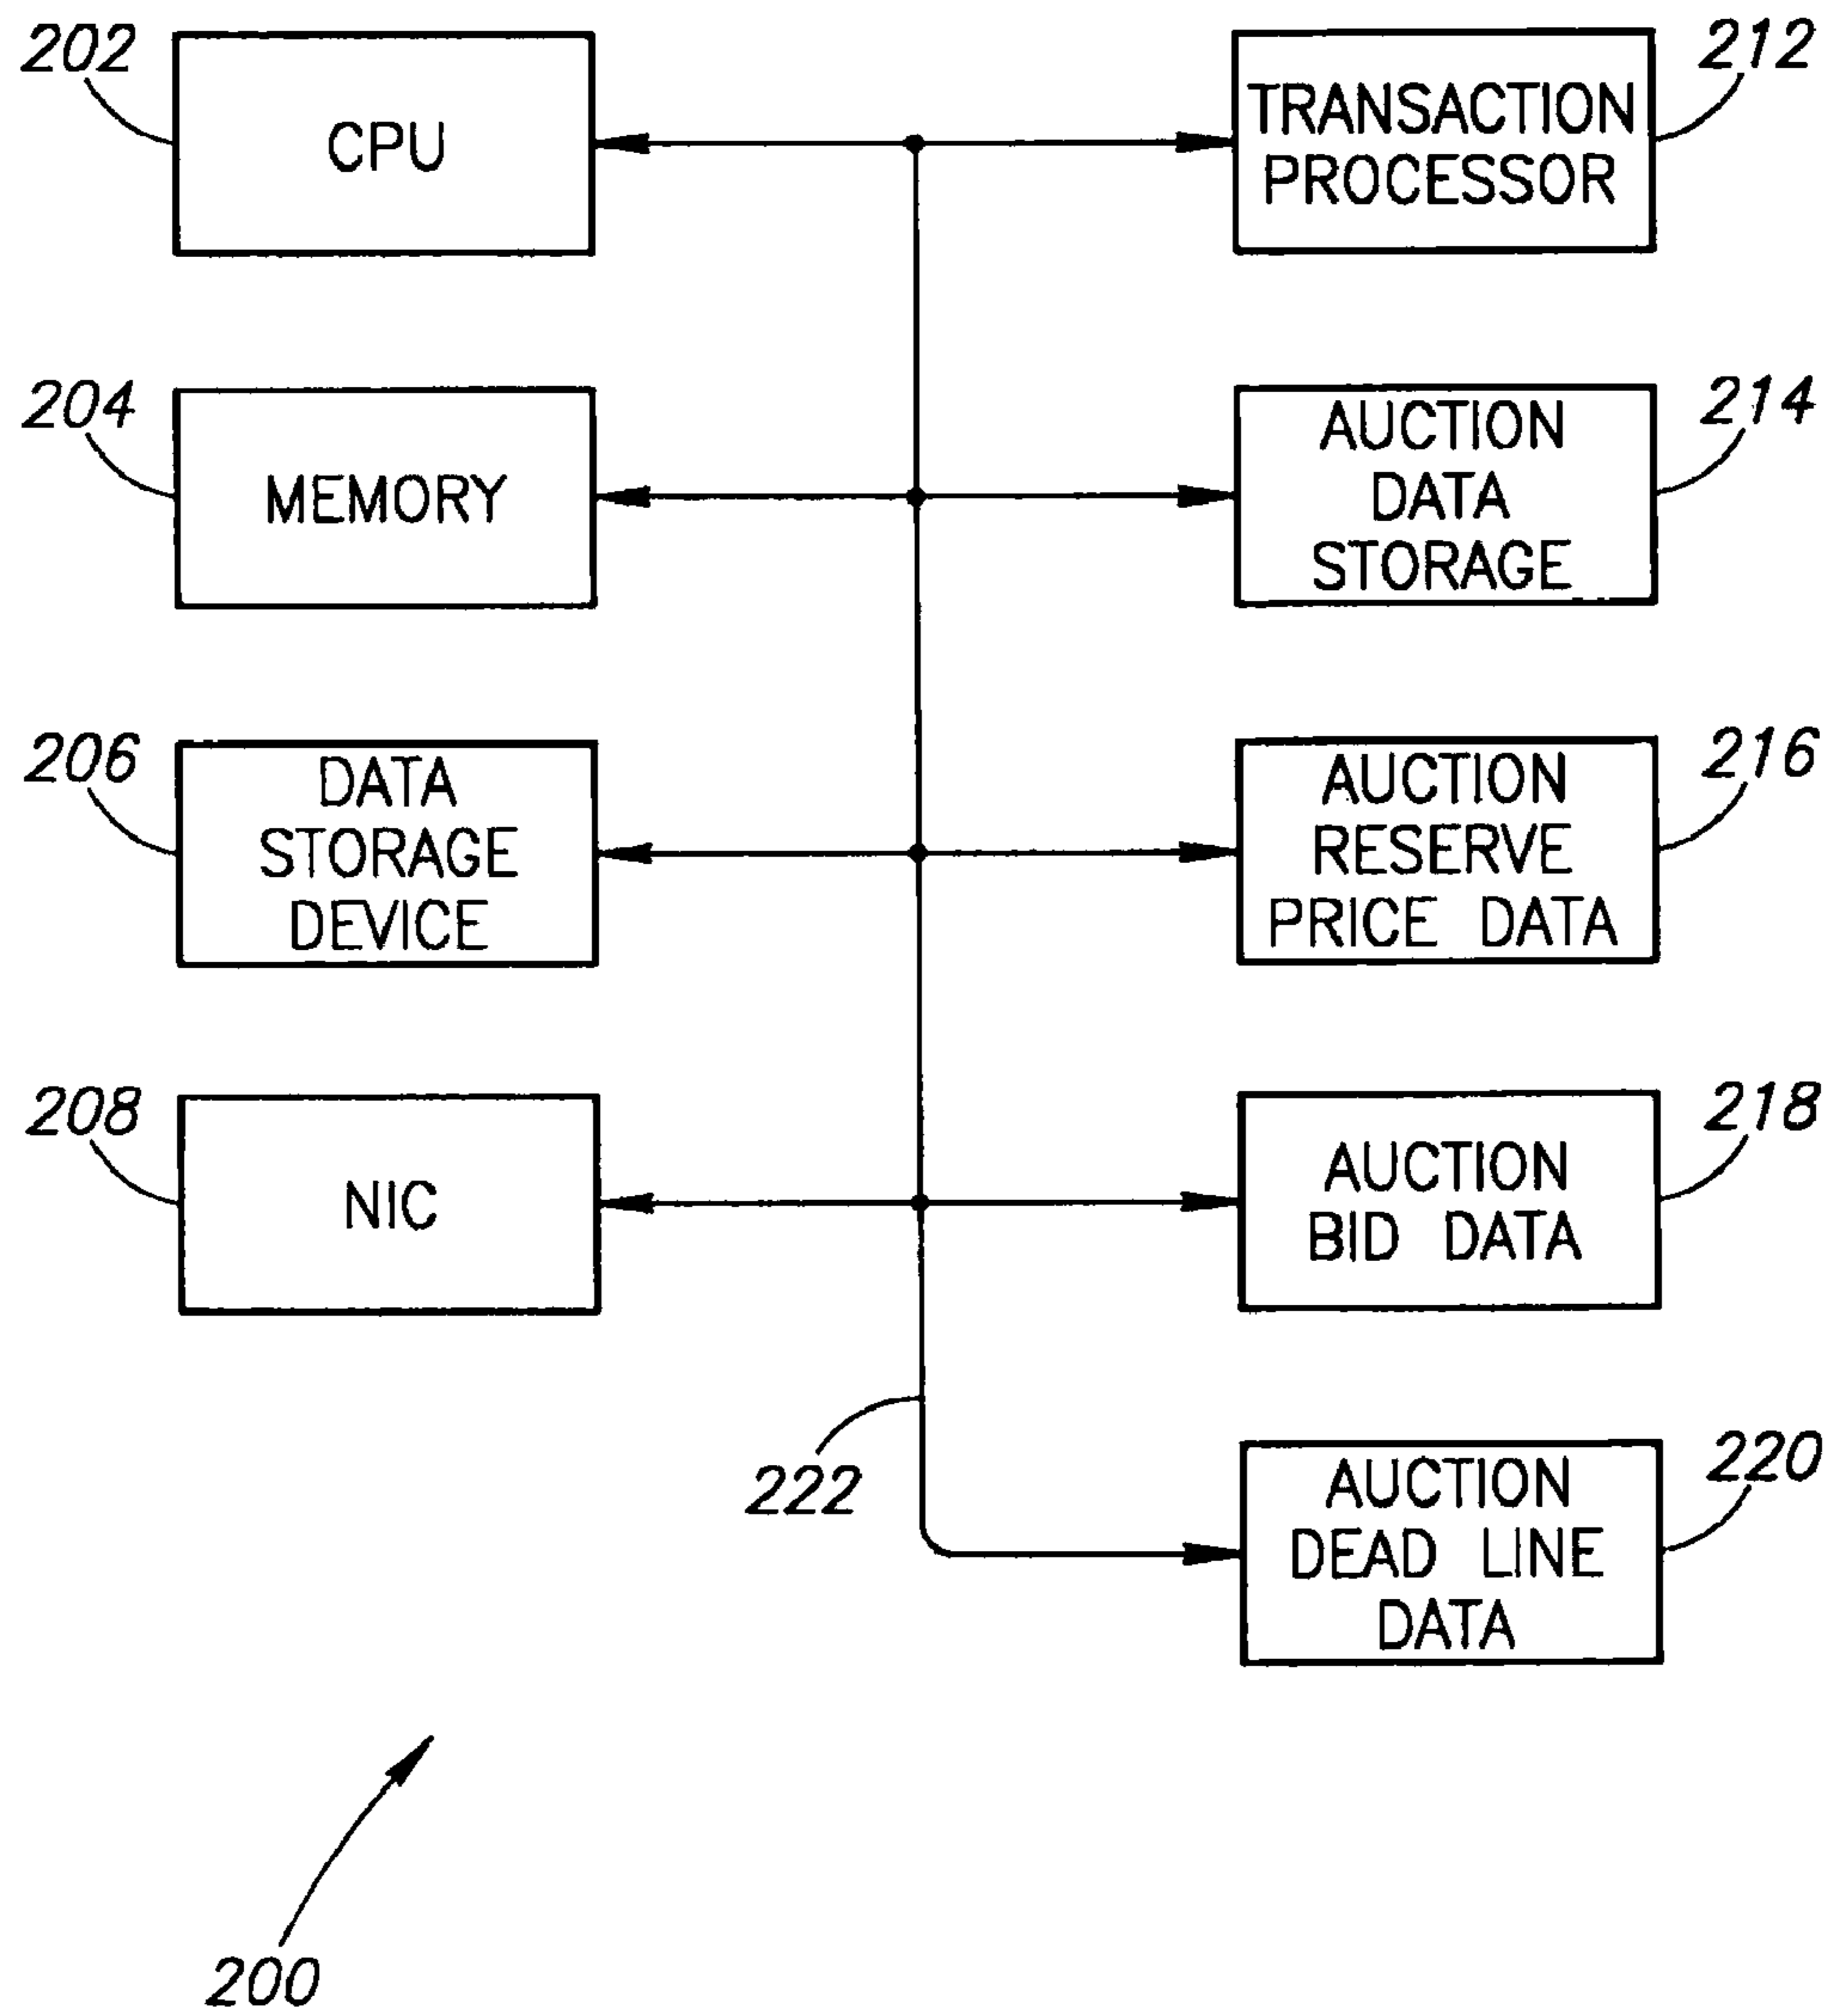 202
CPU
212
TRANSACTION
PROCESSOR
204
MEMORY
214
AUCTION
DATA
STORAGE
206
DATA
STORAGE
DEVICE
216
AUCTION
RESERVE
PRICE DATA
208
NIC
218
AUCTION
BID DATA
222
220
AUCTION
DEAD LINE
DATA
200